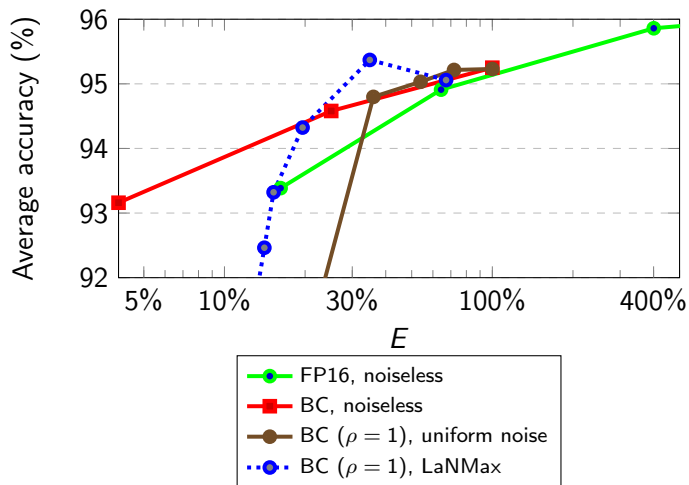 Average accuracy (%)
96
95
94
93
92
5%
10%
30%
100%
400%
E
FP16, noiseless
BC, noiseless
BC (ρ = 1), uniform noise
BC (ρ = 1), LaNMax